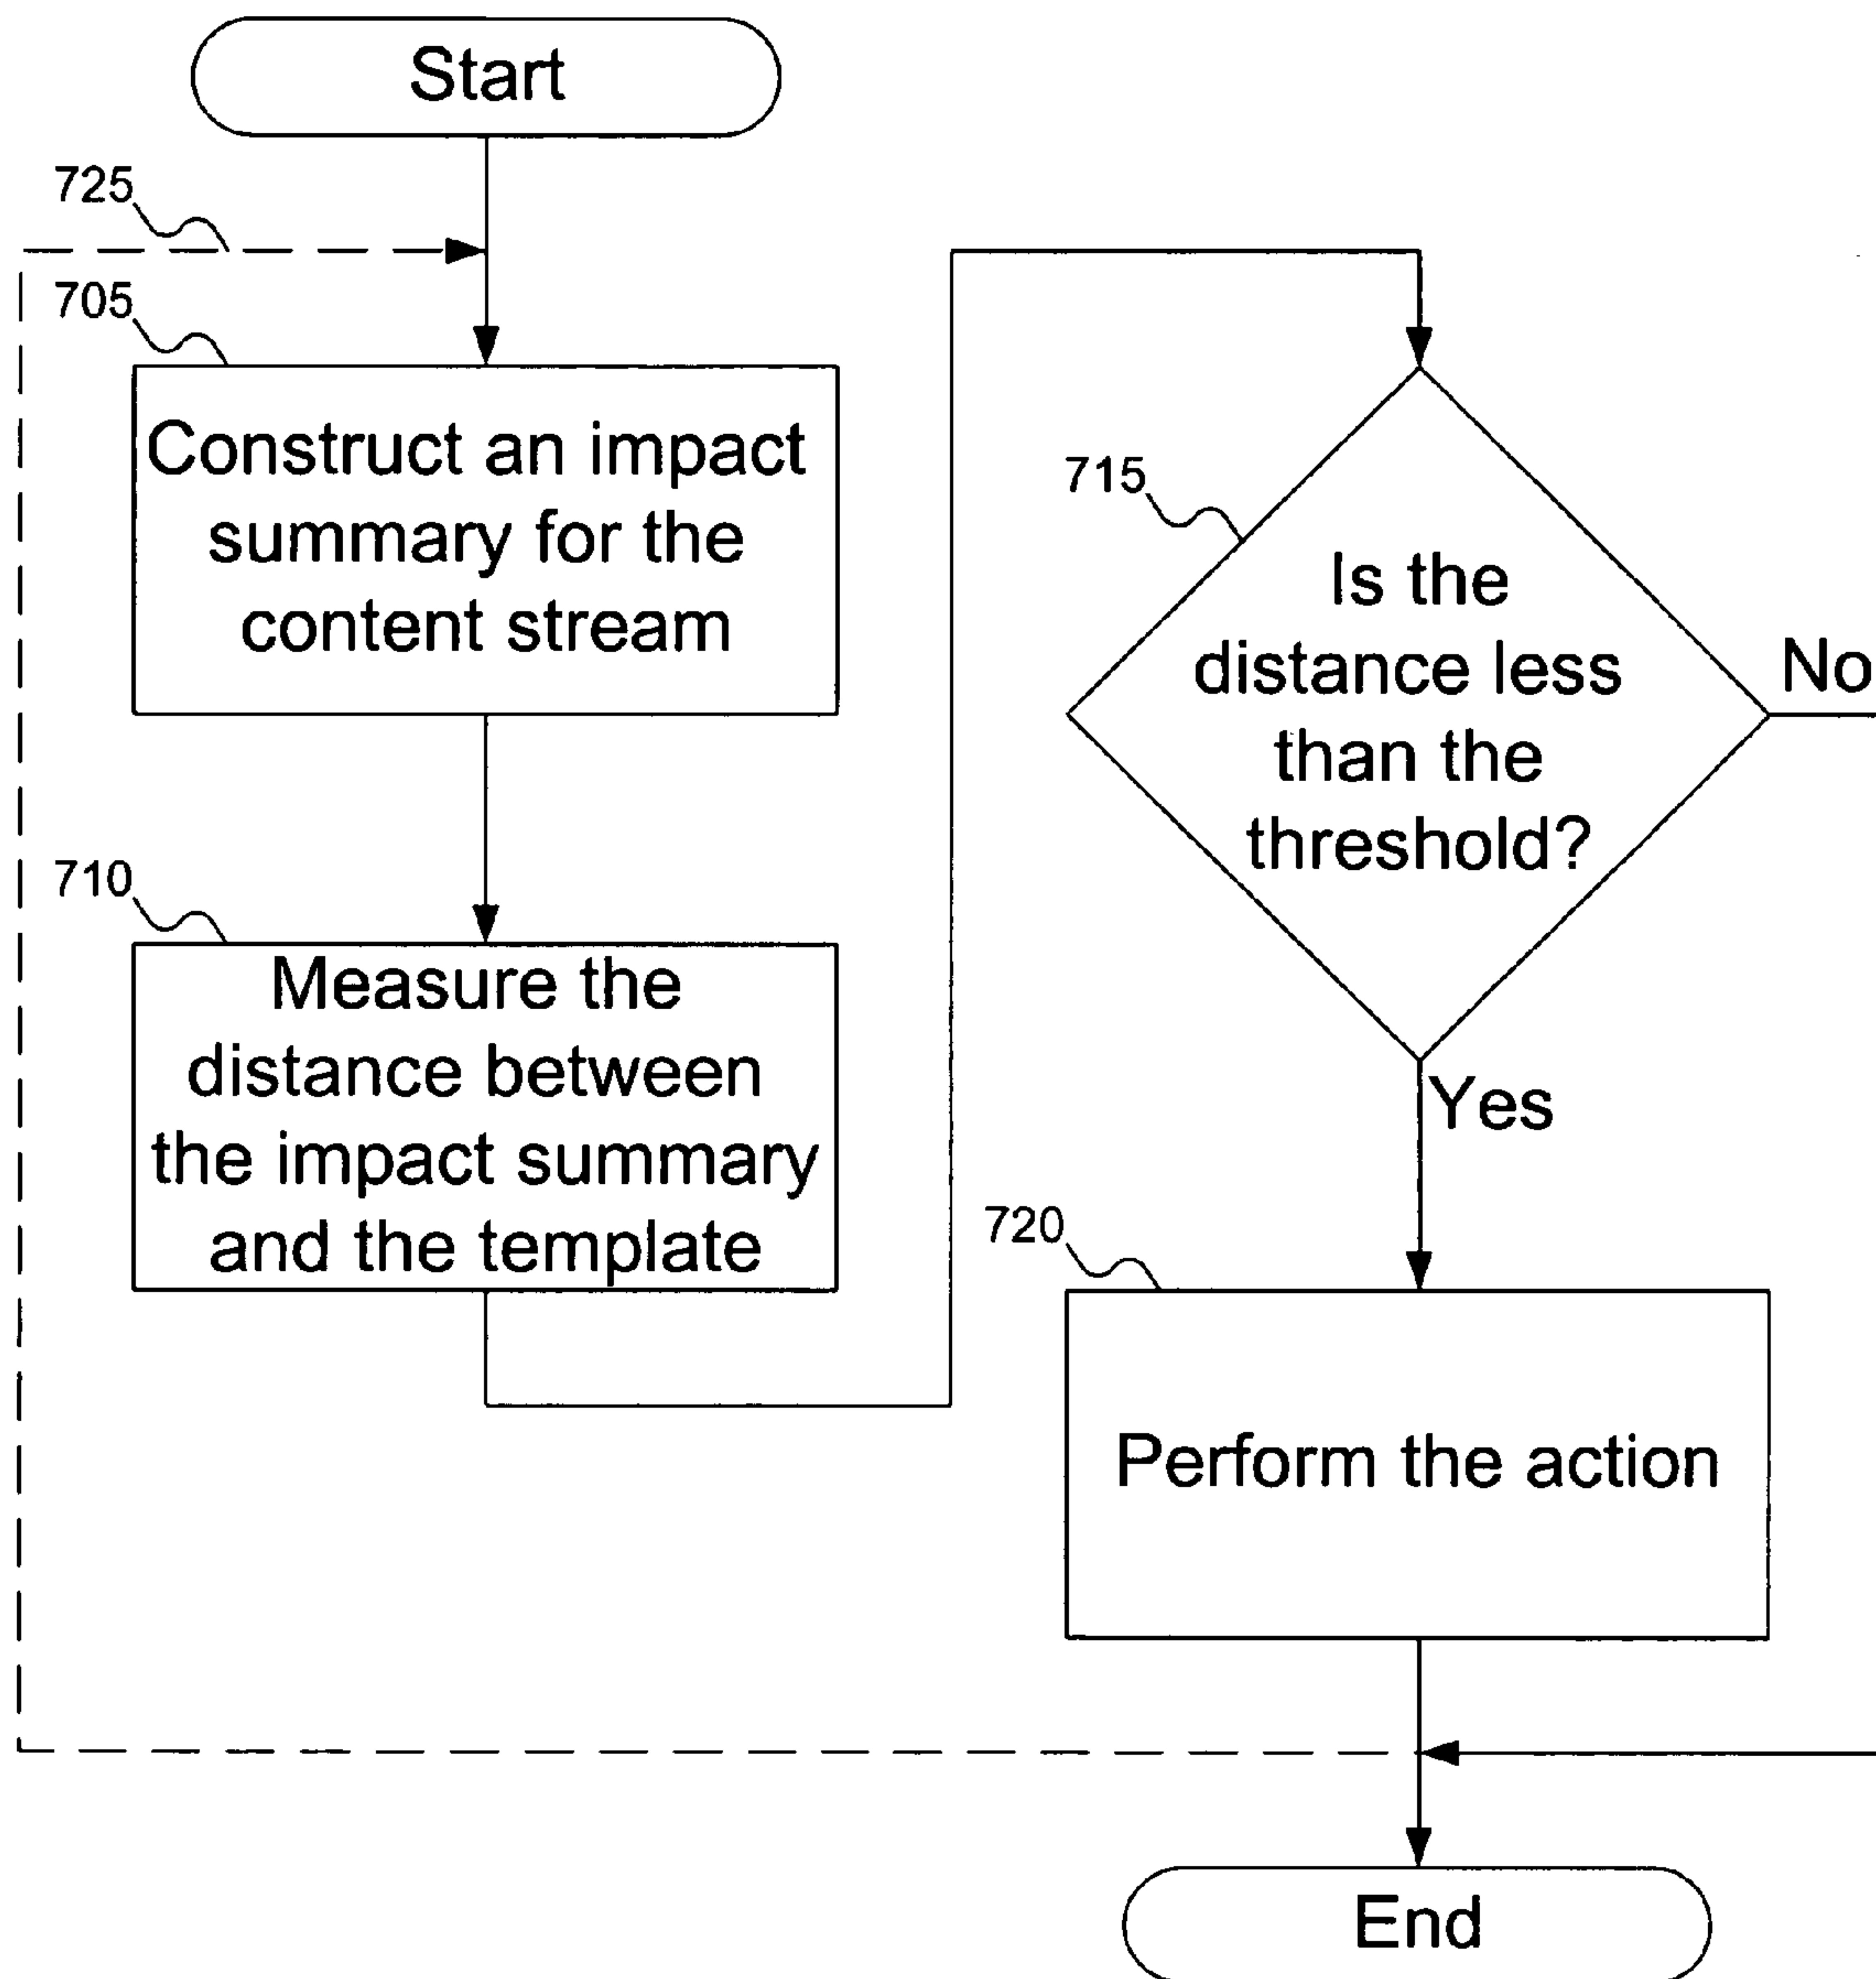 Start
725
705
Construct an impact
summary for the
content stream
710
Measure the
distance between
the impact summary
and the template
715
Is the
distance less
than the
threshold?
No
Yes
720
Perform the action
End